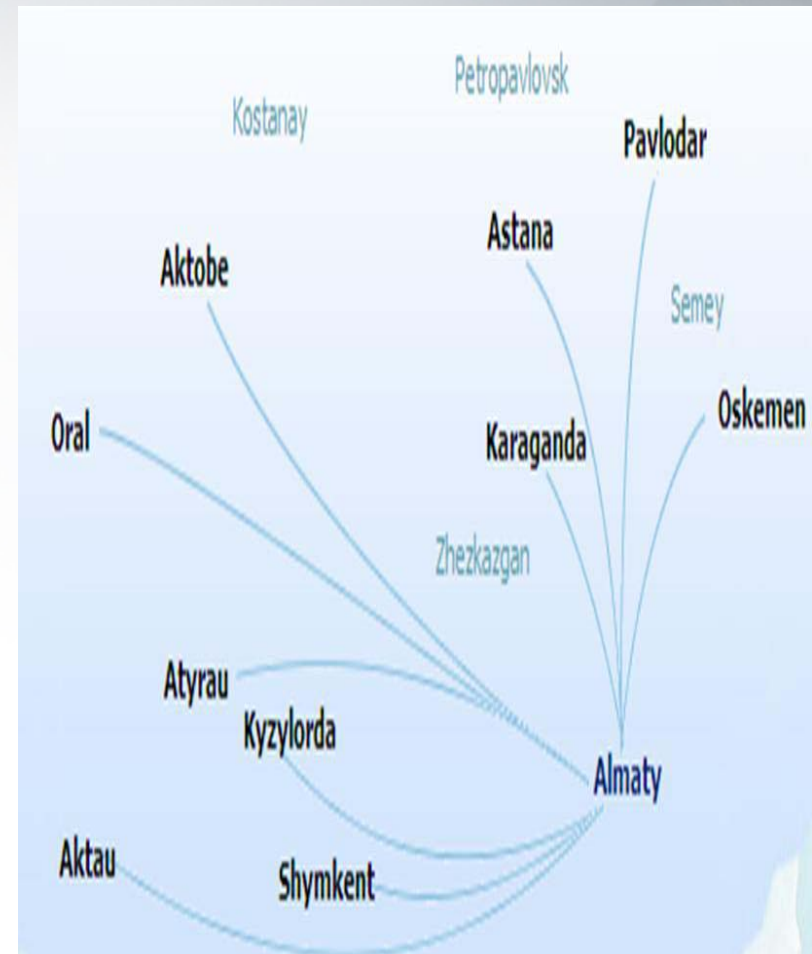 Petropavlovsk
Kostanay
Pavlodar
Astana
Aktobe
Semey
Oskemen
Oral
Karaganda
Zhezkazgan
Atyrau
Kyzylorda
Almaty
Aktau
Shymkent